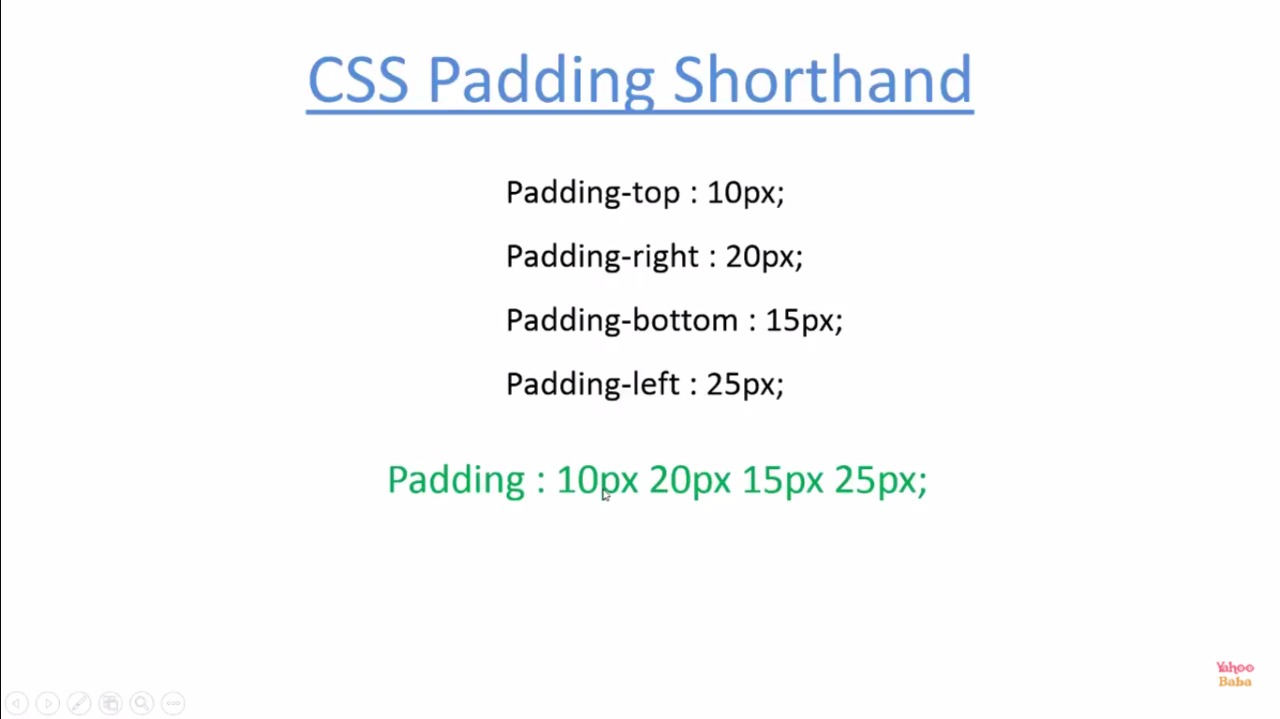 CSS Padding Shorthand
Padding-top : 10px;
Padding-right : 20px;
Padding-bottom : 15px;
Padding-left : 25px;
Padding : 10px 20px 15px 25px;
Yahoo
Baba